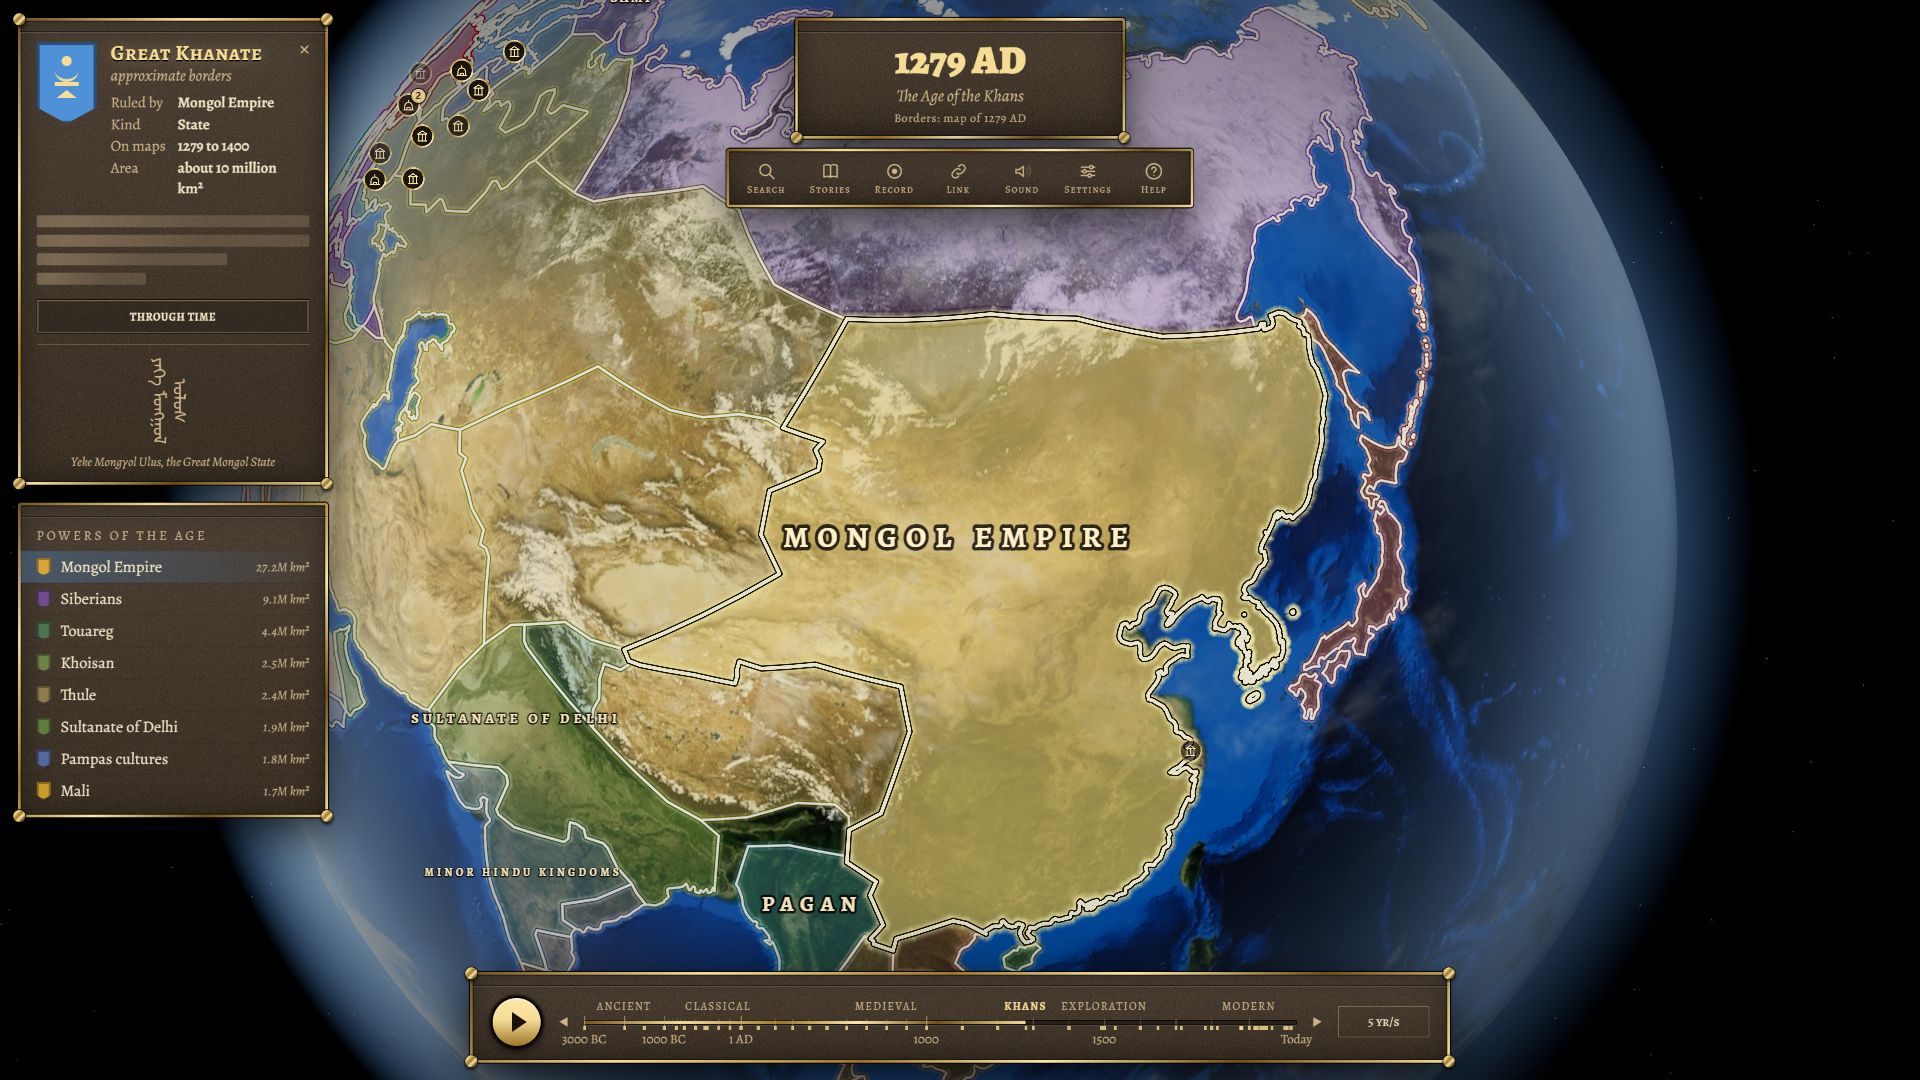 GREAT KHANATE
approximate borders
Ruled by Mongol Empire
Kind State
On maps 1279 to 1400
Area about 10 million km²
THROUGH TIME
Yeke Mongγol Ulus, the Great Mongol State
POWERS OF THE AGE
Mongol Empire 27.2M km²
Siberians 9.1M km²
Touareg 4.4M km²
Khoisan 2.5M km²
Thule 2.4M km²
Sultanate of Delhi 1.9M km²
Pampas cultures 1.8M km²
Mali 1.7M km²
1279 AD
The Age of the Khans
Borders: map of 1279 AD
SEARCH STORIES RECORD LINK SOUND SETTINGS HELP
2
MONGOL EMPIRE
SULTANATE OF DELHI
MINOR HINDU KINGDOMS
PAGAN
ANCIENT CLASSICAL MEDIEVAL KHANS EXPLORATION MODERN
3000 BC 1000 BC 1 AD 1000 1500 Today
5 YR/S